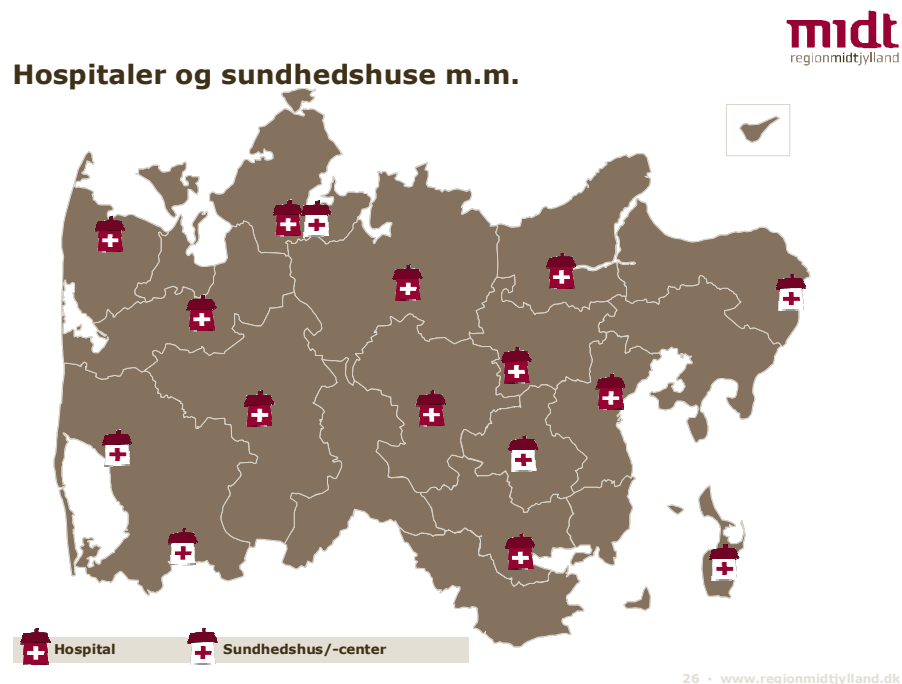 midt
regionmidtjylland
Hospitaler og sundhedshuse m.m.
Hospital
Sundhedshus/-center
26 · www.regionmidtjylland.dk